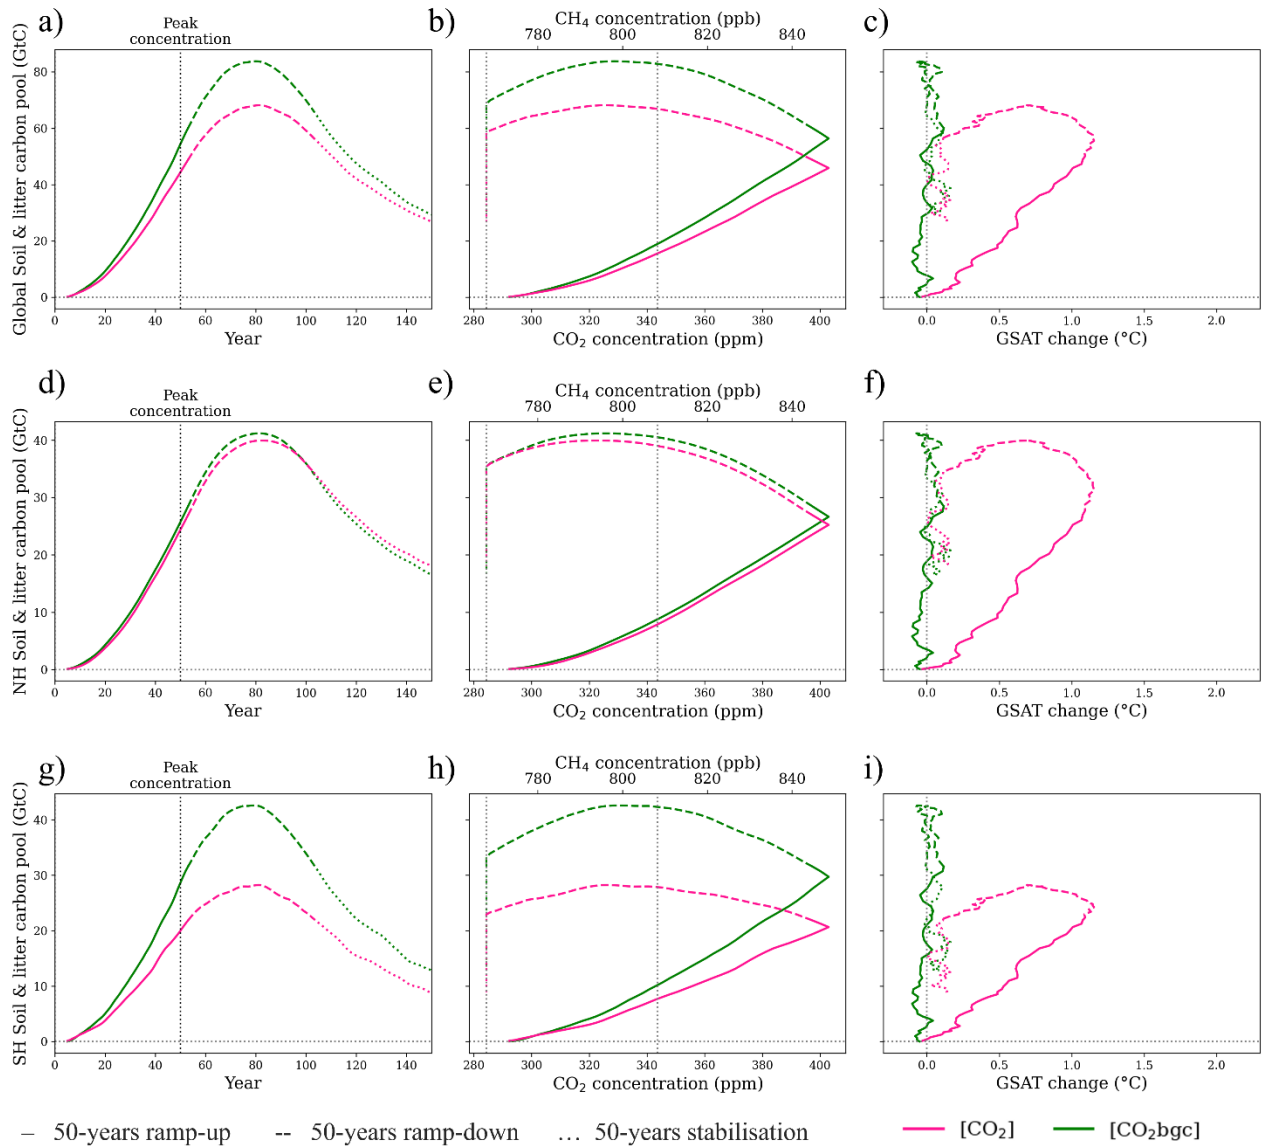 a)
Peak
concentration
Global Soil & litter carbon pool (GtC)
80
60
40
20
0
0 20 40 60 80 100 120 140
Year
b)
CH₄ concentration (ppb)
780 800 820 840
280 300 320 340 360 380 400
CO₂ concentration (ppm)
c)
0.0 0.5 1.0 1.5 2.0
GSAT change (°C)
d)
Peak
concentration
NH Soil & litter carbon pool (GtC)
40
30
20
10
0
0 20 40 60 80 100 120 140
Year
e)
CH₄ concentration (ppb)
780 800 820 840
280 300 320 340 360 380 400
CO₂ concentration (ppm)
f)
0.0 0.5 1.0 1.5 2.0
GSAT change (°C)
g)
Peak
concentration
SH Soil & litter carbon pool (GtC)
40
30
20
10
0
0 20 40 60 80 100 120 140
Year
h)
CH₄ concentration (ppb)
780 800 820 840
280 300 320 340 360 380 400
CO₂ concentration (ppm)
i)
0.0 0.5 1.0 1.5 2.0
GSAT change (°C)
– 50-years ramp-up -- 50-years ramp-down … 50-years stabilisation [CO₂] [CO₂bgc]